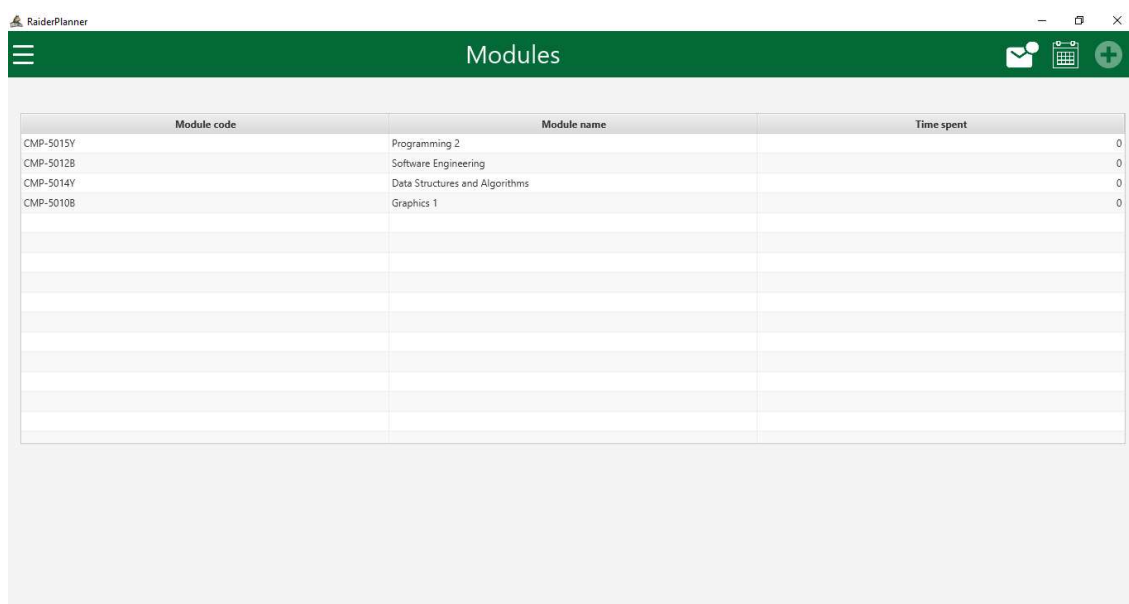 RaiderPlanner
Modules
Module code Module name Time spent
CMP-5015Y Programming 2 0
CMP-5012B Software Engineering 0
CMP-5014Y Data Structures and Algorithms 0
CMP-5010B Graphics 1 0